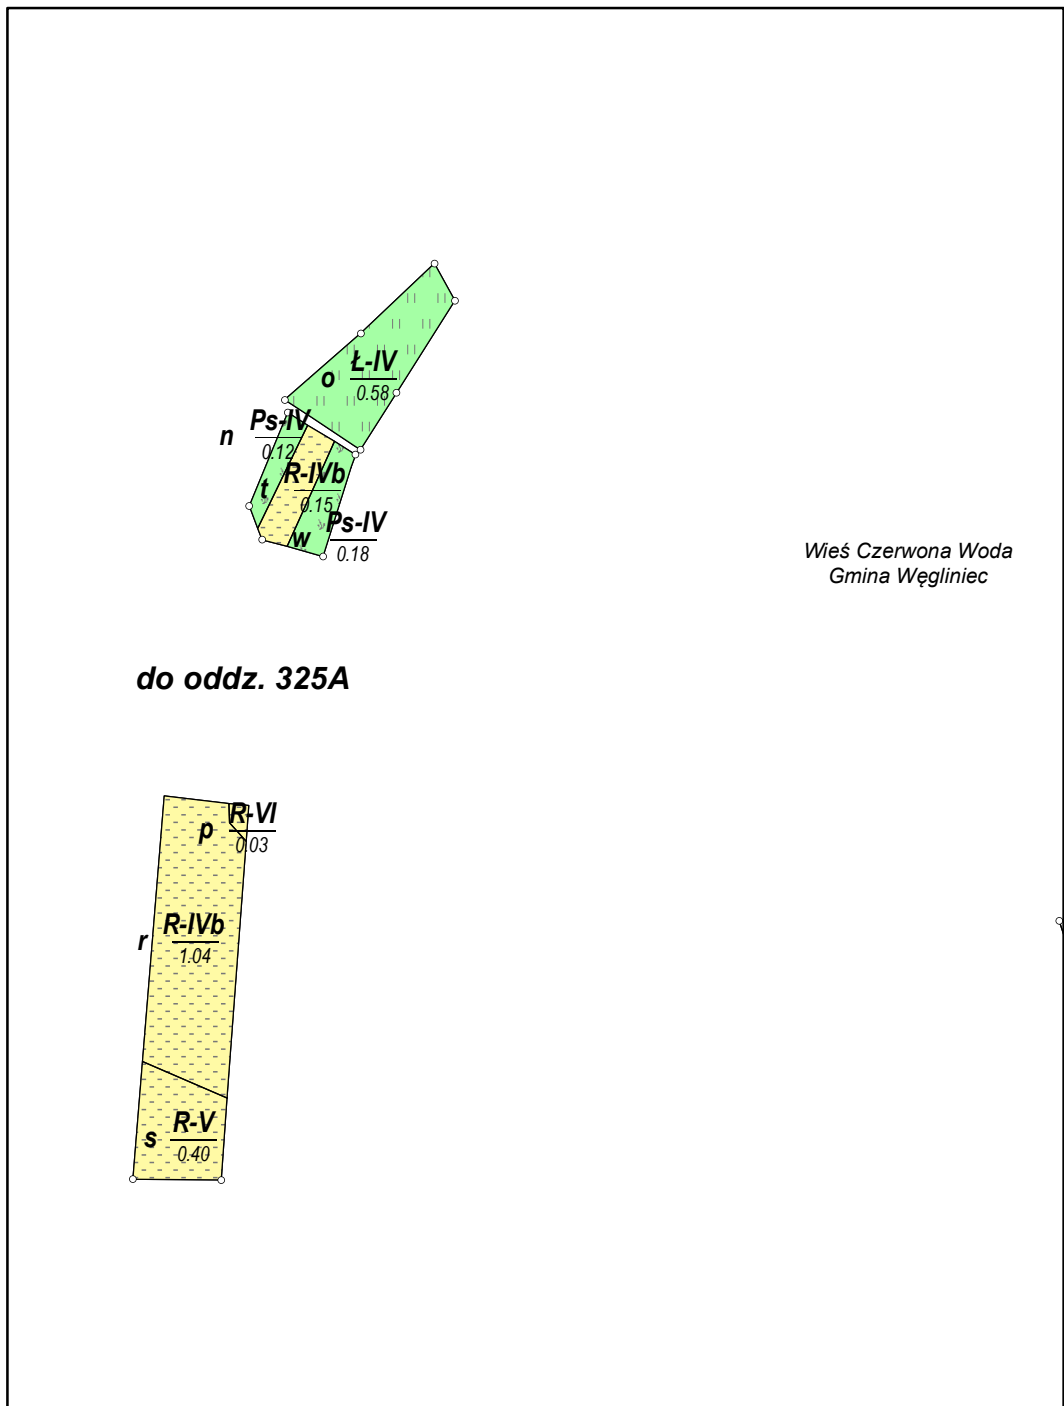 o Ł-IV
0.58
n Ps-IV
0.12
t R-IVb
0.15
w Ps-IV
0.18
Wieś Czerwona Woda
Gmina Węgliniec
do oddz. 325A
p R-VI
0.03
r R-IVb
1.04
s R-V
0.40